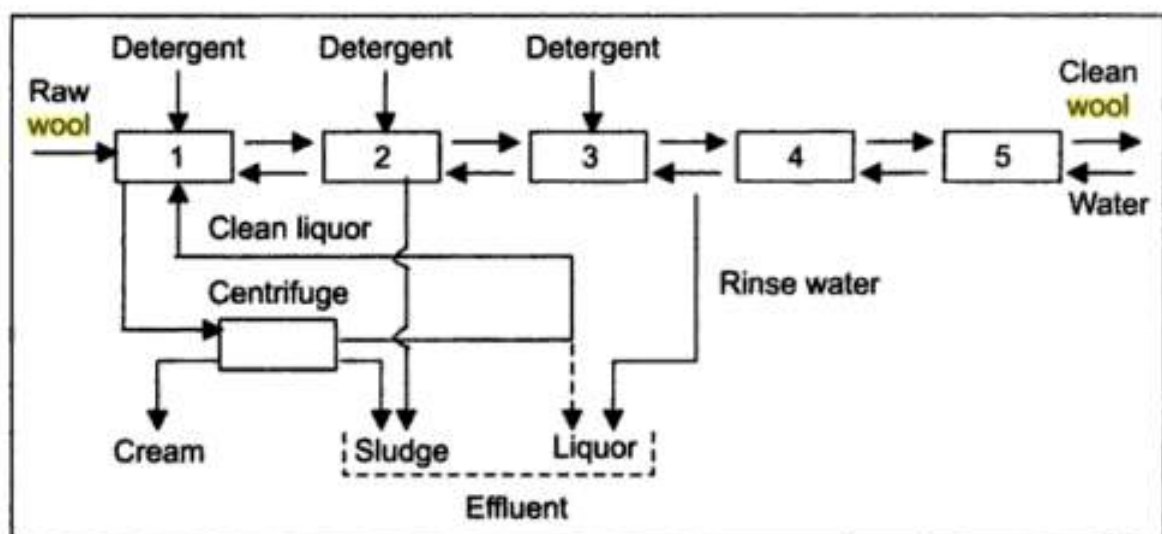 Detergent Detergent Detergent
Raw wool
Clean wool
1 2 3 4 5
Water
Clean liquor
Rinse water
Centrifuge
Cream
Sludge
Liquor
Effluent